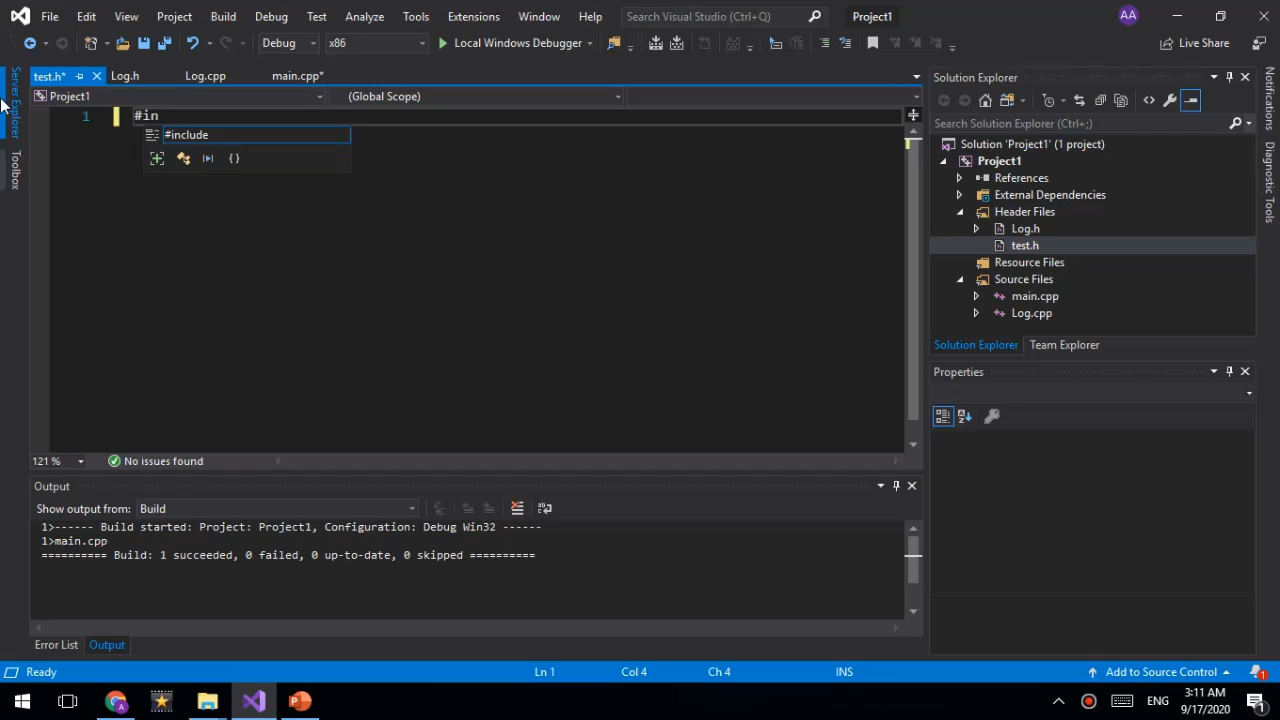 File Edit View Project Build Debug Test Analyze Tools Extensions Window Help Search Visual Studio (Ctrl+Q) Project1 AA
Debug x86 Local Windows Debugger Live Share
Server Explorer
Toolbox
test.h* Log.h Log.cpp main.cpp*
Project1 (Global Scope)
1 #in
#include
121 % No issues found
Output
Show output from: Build
1>------ Build started: Project: Project1, Configuration: Debug Win32 ------
1>main.cpp
========== Build: 1 succeeded, 0 failed, 0 up-to-date, 0 skipped ==========
Error List Output
Solution Explorer
Search Solution Explorer (Ctrl+;)
Solution 'Project1' (1 project)
Project1
References
External Dependencies
Header Files
Log.h
test.h
Resource Files
Source Files
main.cpp
Log.cpp
Solution Explorer Team Explorer
Properties
Notifications
Diagnostic Tools
Ready Ln 1 Col 4 Ch 4 INS Add to Source Control 1
ENG 3:11 AM
9/17/2020 1